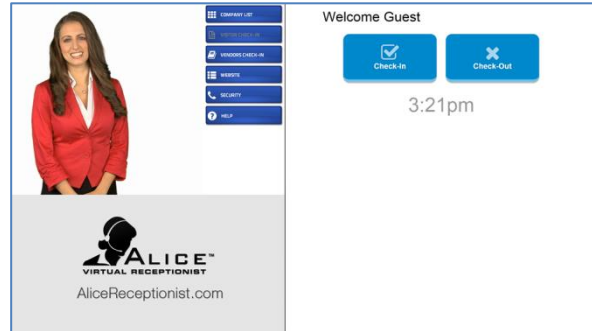 COMPANY LIST
VISITOR CHECK-IN
VENDORS CHECK-IN
WEBSITE
SECURITY
HELP
ALICE™
VIRTUAL RECEPTIONIST
AliceReceptionist.com
Welcome Guest
Check-In
Check-Out
3:21pm